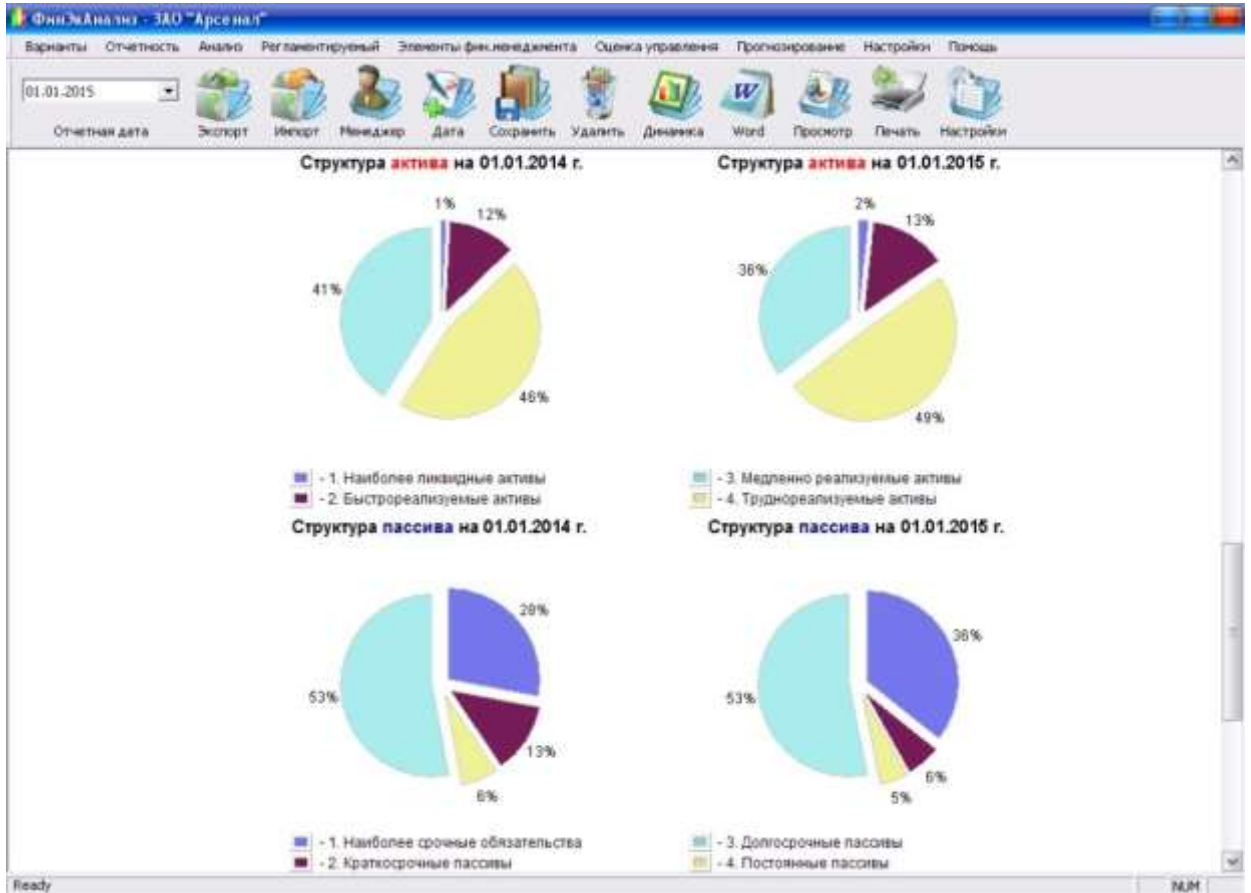 ФинЭкАнализ - ЗАО "Арсенал"
Варианты Отчетность Анализ Регламентируемый Элементы фин.менеджмента Оценка управления Прогнозирование Настройки Помощь
01.01.2015
Отчетная дата Экспорт Импорт Менеджер Дата Сохранить Удалить Динамика Word Просмотр Печать Настройки
Структура актива на 01.01.2014 г. Структура актива на 01.01.2015 г.
1% 12% 41% 46%
2% 13% 36% 49%
- 1. Наиболее ликвидные активы - 3. Медленно реализуемые активы
- 2. Быстрореализуемые активы - 4. Труднореализуемые активы
Структура пассива на 01.01.2014 г. Структура пассива на 01.01.2015 г.
28% 53% 13% 6%
36% 53% 6% 5%
- 1. Наиболее срочные обязательства - 3. Долгосрочные пассивы
- 2. Краткосрочные пассивы - 4. Постоянные пассивы
Ready NUM